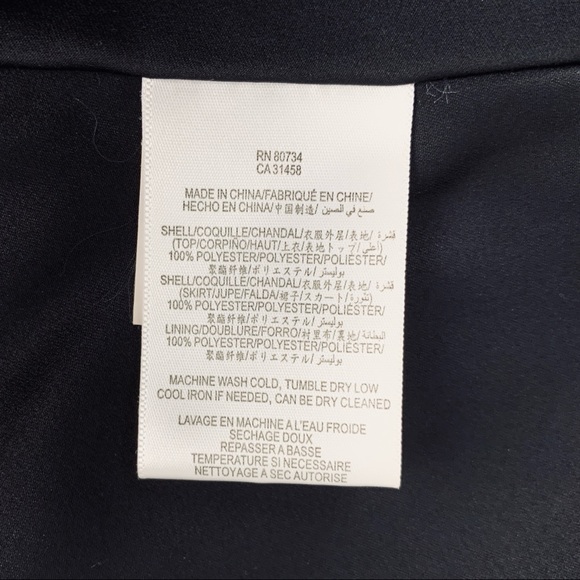 RN 80734
CA 31458
MADE IN CHINA/FABRIQUÉ EN CHINE/
HECHO EN CHINA/中国制造/ صنع في الصين
SHELL/COQUILLE/CHANDAL/衣服外层/表地/ قشرة
(TOP/CORPIÑO/HAUT/上衣/表地トップ/أعلي)
100% POLYESTER/POLYESTER/POLIÉSTER/
聚酯纤维/ポリエステル/بوليستر
SHELL/COQUILLE/CHANDAL/衣服外层/表地/ قشرة
(SKIRT/JUPE/FALDA/裙子/スカート/تنورة)
100% POLYESTER/POLYESTER/POLIÉSTER/
聚酯纤维/ポリエステル/بوليستر
LINING/DOUBLURE/FORRO/衬里布/裏地/البطانة
100% POLYESTER/POLYESTER/POLIÉSTER/
聚酯纤维/ポリエステル/بوليستر
MACHINE WASH COLD, TUMBLE DRY LOW
COOL IRON IF NEEDED, CAN BE DRY CLEANED
LAVAGE EN MACHINE A L'EAU FROIDE
SECHAGE DOUX
REPASSER A BASSE
TEMPERATURE SI NECESSAIRE
NETTOYAGE A SEC AUTORISE